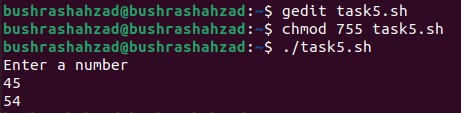 bushrashahzad@bushrashahzad:~$ gedit task5.sh
bushrashahzad@bushrashahzad:~$ chmod 755 task5.sh
bushrashahzad@bushrashahzad:~$ ./task5.sh
Enter a number
45
54